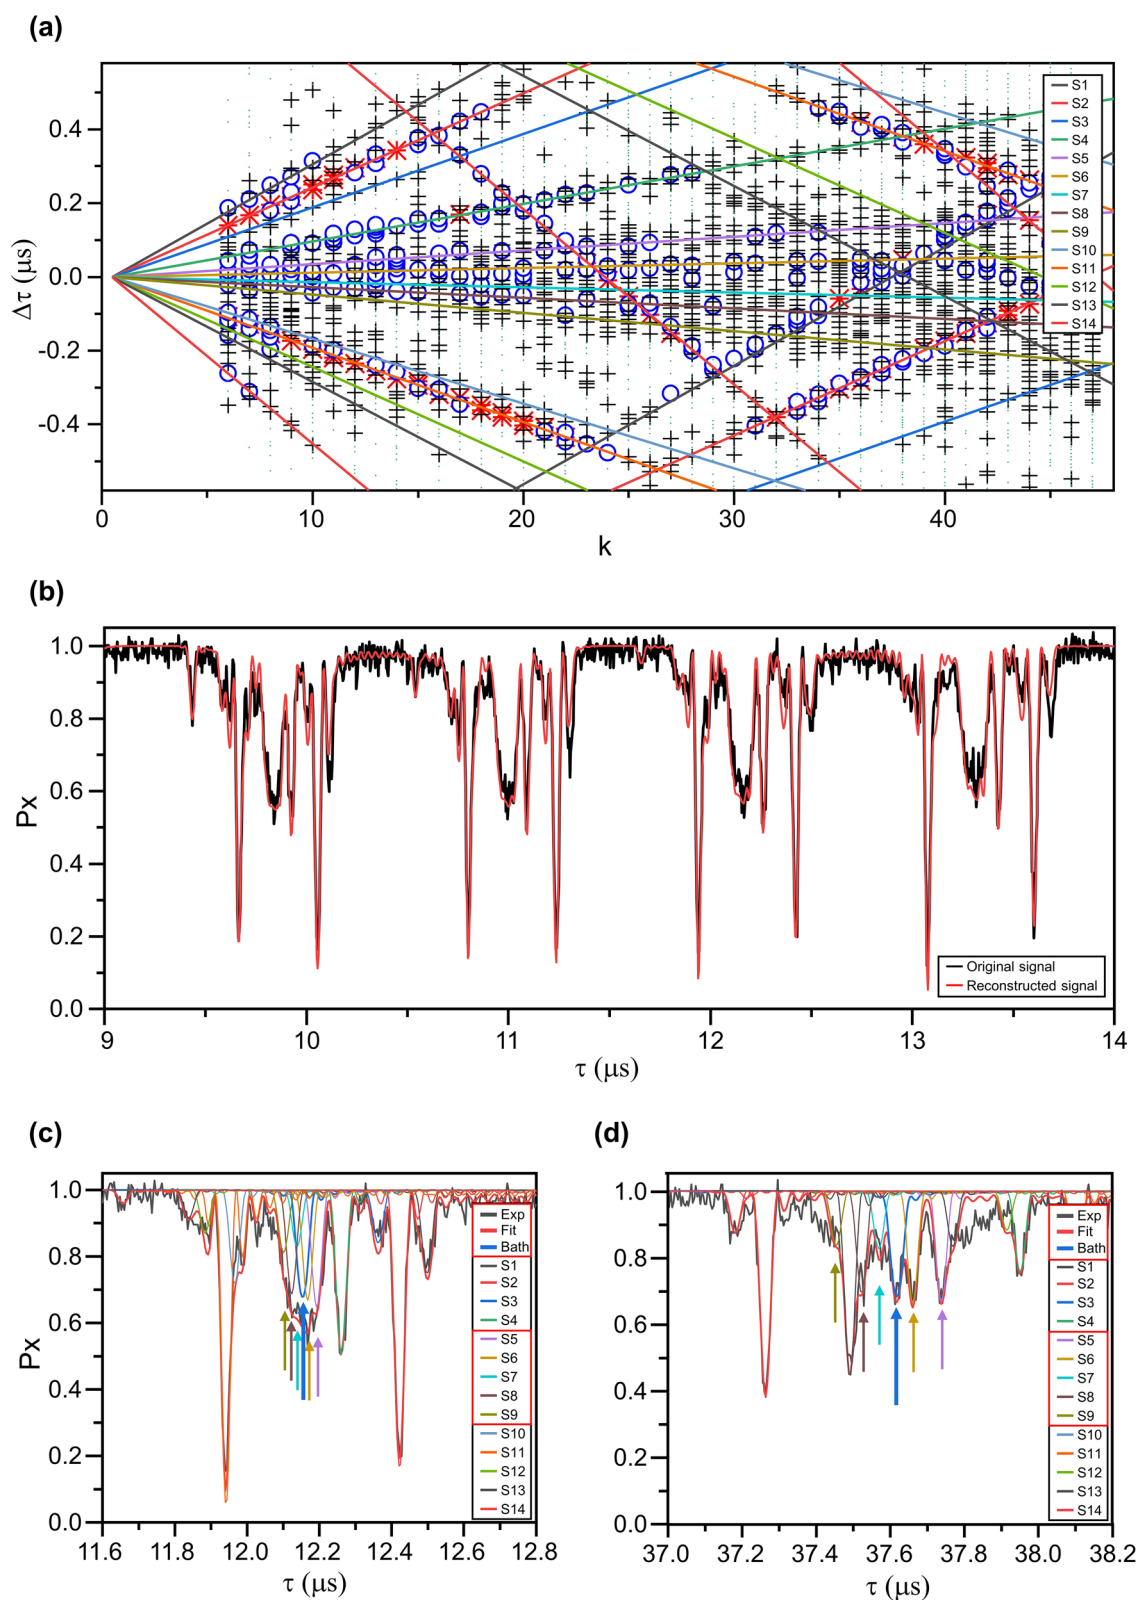 (a)
0.4
0.2
0.0
-0.2
-0.4
Δτ (μs)
0 10 20 30 40
k
S1
S2
S3
S4
S5
S6
S7
S8
S9
S10
S11
S12
S13
S14
(b)
1.0
0.8
0.6
0.4
0.2
0.0
Px
9 10 11 12 13 14
τ (μs)
Original signal
Reconstructed signal
(c)
1.0
0.8
0.6
0.4
0.2
0.0
Px
11.6 11.8 12.0 12.2 12.4 12.6 12.8
τ (μs)
Exp
Fit
Bath
S1
S2
S3
S4
S5
S6
S7
S8
S9
S10
S11
S12
S13
S14
(d)
1.0
0.8
0.6
0.4
0.2
0.0
37.0 37.2 37.4 37.6 37.8 38.0 38.2
τ (μs)
Exp
Fit
Bath
S1
S2
S3
S4
S5
S6
S7
S8
S9
S10
S11
S12
S13
S14